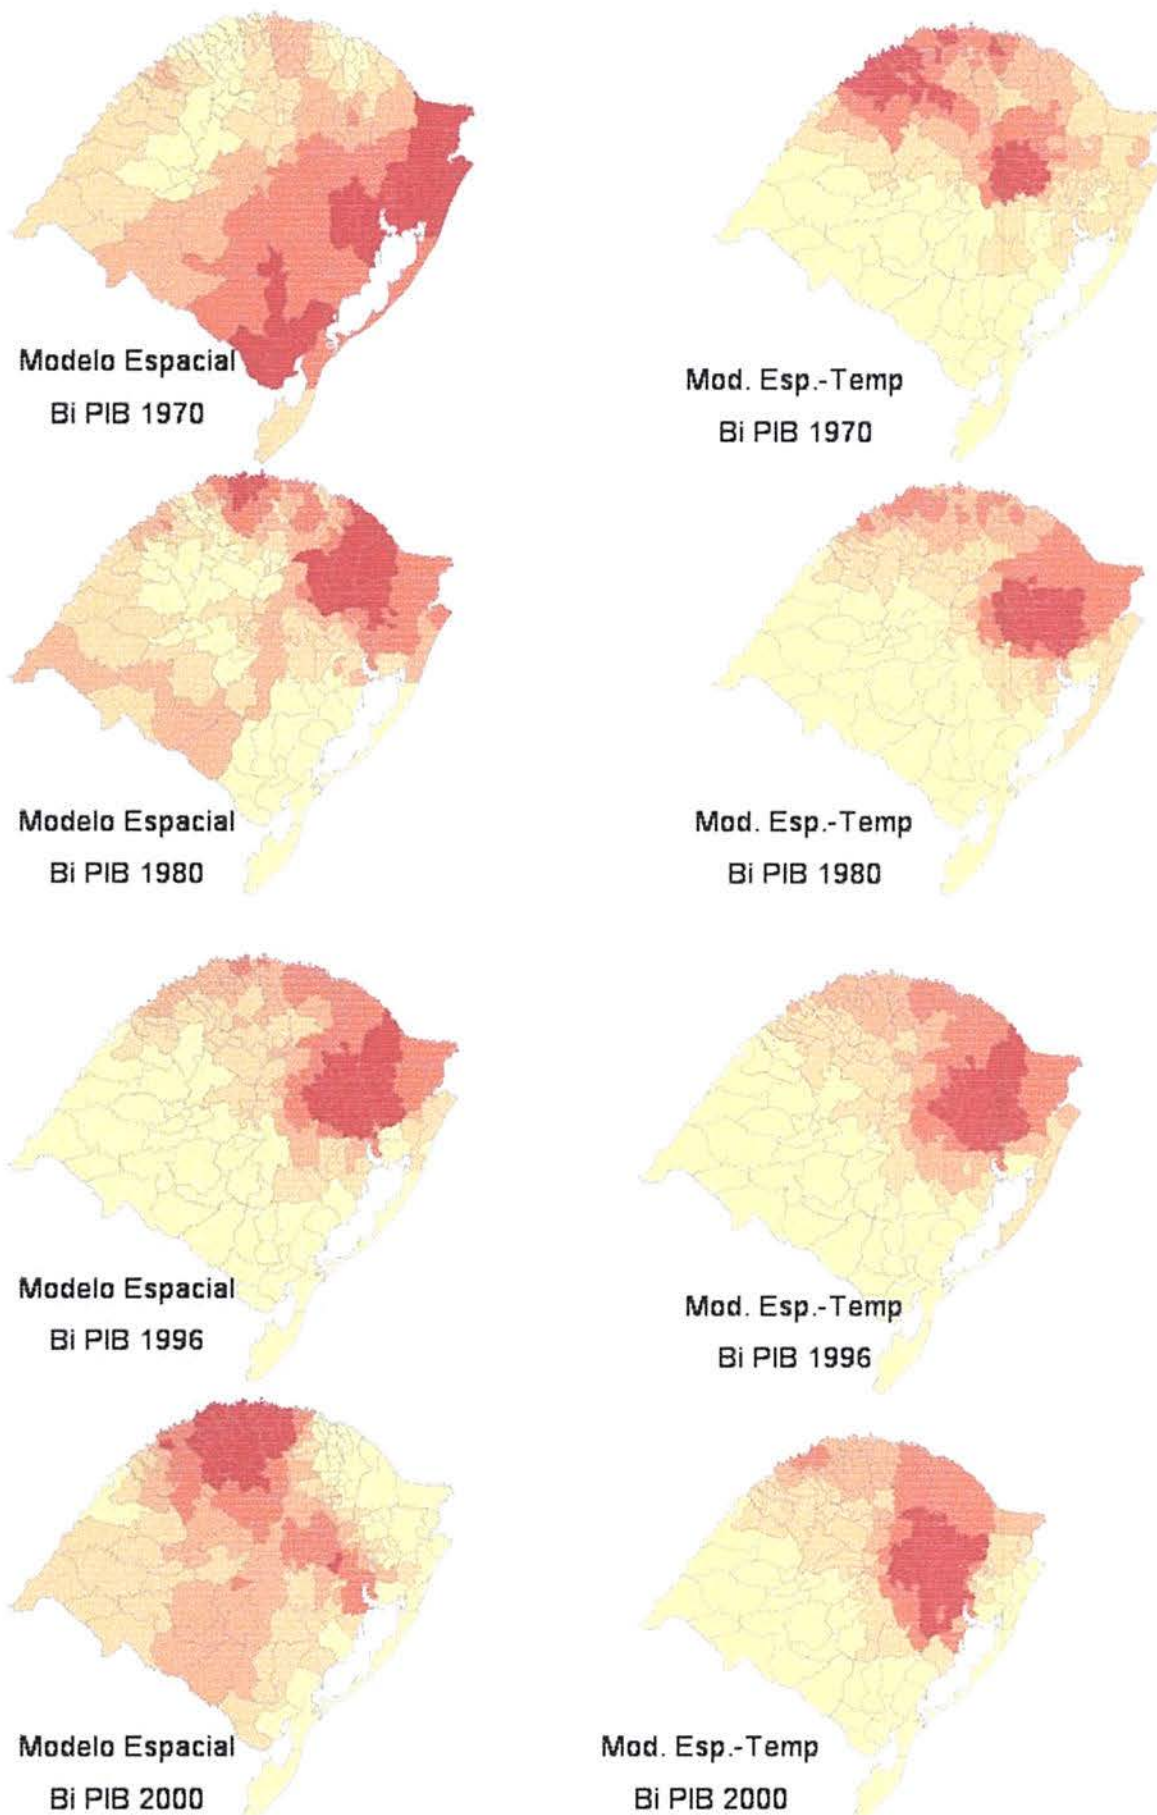 Modelo Espacial
Bi PIB 1970
Mod. Esp.-Temp
Bi PIB 1970
Modelo Espacial
Bi PIB 1980
Mod. Esp.-Temp
Bi PIB 1980
Modelo Espacial
Bi PIB 1996
Mod. Esp.-Temp
Bi PIB 1996
Modelo Espacial
Bi PIB 2000
Mod. Esp.-Temp
Bi PIB 2000